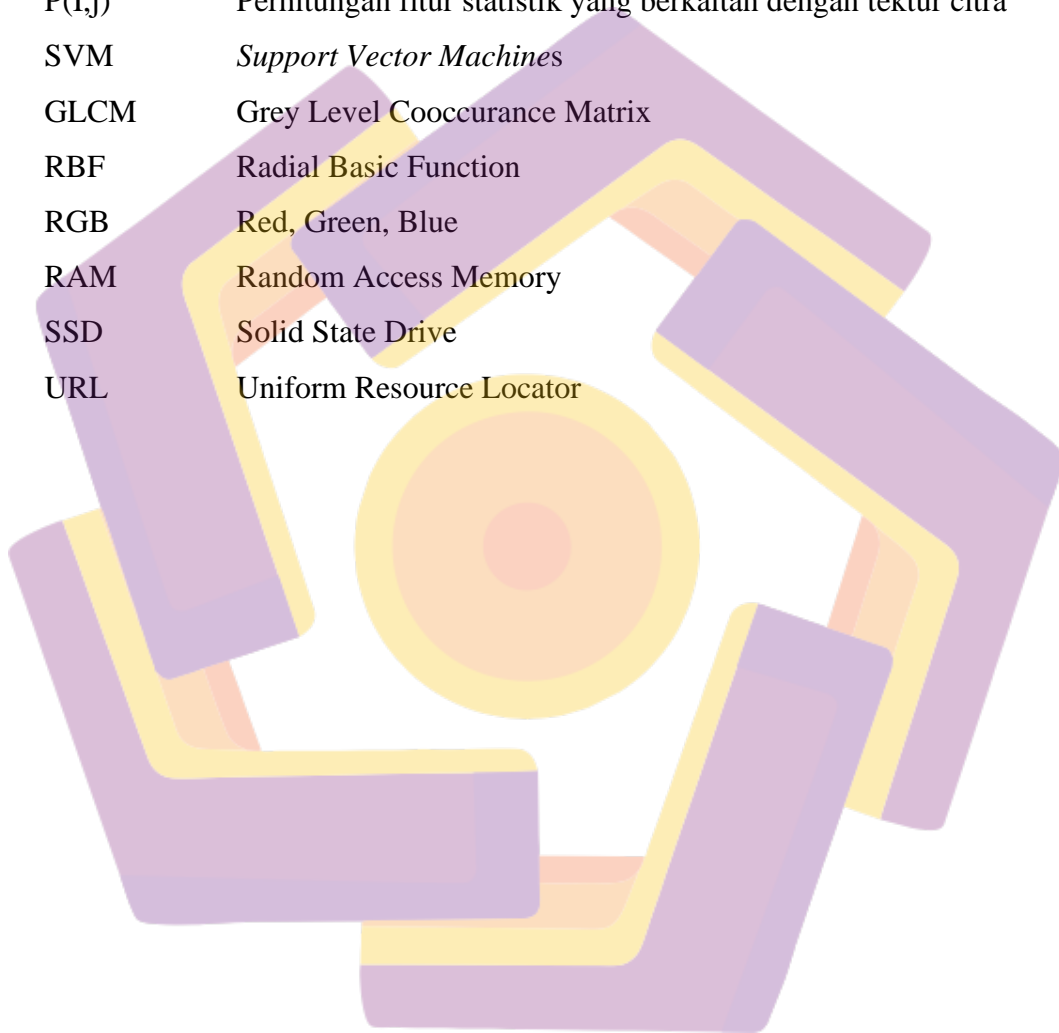 P(I,j) Perhitungan fitur statistik yang berkaitan dengan tektur citra
SVM Support Vector Machines
GLCM Grey Level Cooccurance Matrix
RBF Radial Basic Function
RGB Red, Green, Blue
RAM Random Access Memory
SSD Solid State Drive
URL Uniform Resource Locator